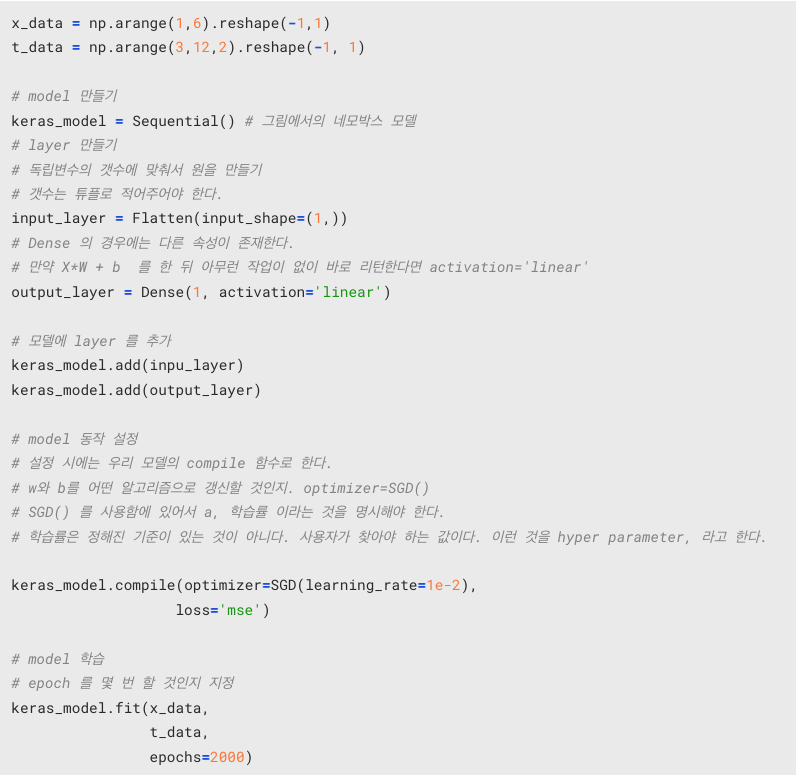 x_data = np.arange(1,6).reshape(-1,1)
t_data = np.arange(3,12,2).reshape(-1, 1)
# model 만들기
keras_model = Sequential() # 그림에서의 네모박스 모델
# layer 만들기
# 독립변수의 갯수에 맞춰서 원을 만들기
# 갯수는 튜플로 적어주어야 한다.
input_layer = Flatten(input_shape=(1,))
# Dense 의 경우에는 다른 속성이 존재한다.
# 만약 X*W + b  를 한 뒤 아무런 작업이 없이 바로 리턴한다면 activation='linear'
output_layer = Dense(1, activation='linear')
# 모델에 layer 를 추가
keras_model.add(inpu_layer)
keras_model.add(output_layer)
# model 동작 설정
# 설정 시에는 우리 모델의 compile 함수로 한다.
# w와 b를 어떤 알고리즘으로 갱신할 것인지. optimizer=SGD()
# SGD() 를 사용함에 있어서 a, 학습률 이라는 것을 명시해야 한다.
# 학습률은 정해진 기준이 있는 것이 아니다. 사용자가 찾아야 하는 값이다. 이런 것을 hyper parameter, 라고 한다.
keras_model.compile(optimizer=SGD(learning_rate=1e-2),
loss='mse')
# model 학습
# epoch 를 몇 번 할 것인지 지정
keras_model.fit(x_data,
t_data,
epochs=2000)